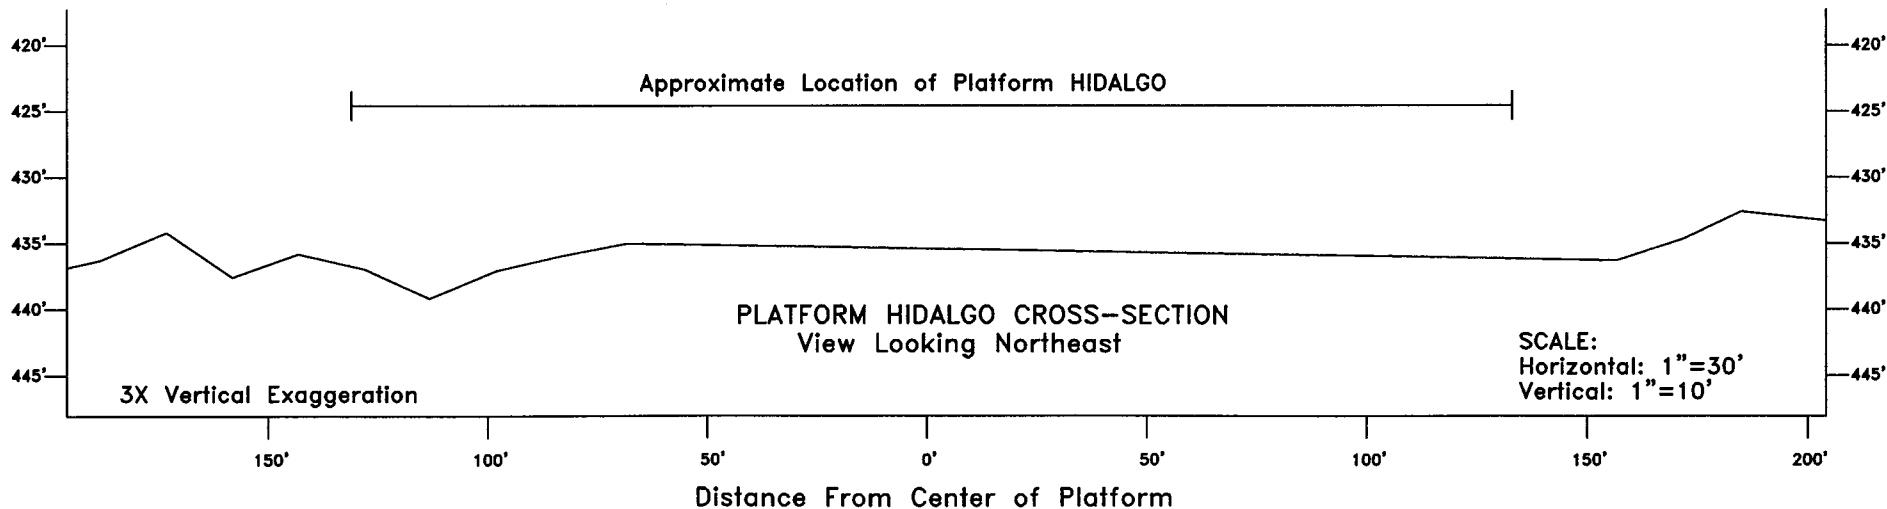 420'
425'
430'
435'
440'
445'
Approximate Location of Platform HIDALGO
420'
425'
430'
435'
440'
445'
PLATFORM HIDALGO CROSS-SECTION
View Looking Northeast
SCALE:
Horizontal: 1"=30'
Vertical: 1"=10'
3X Vertical Exaggeration
150' 100' 50' 0' 50' 100' 150' 200'
Distance From Center of Platform